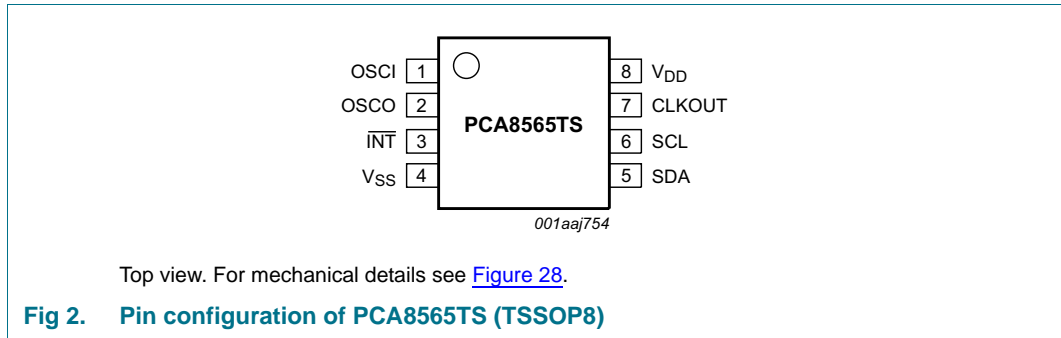 OSCI 1 8 VDD
OSCO 2 7 CLKOUT
PCA8565TS
INT 3 6 SCL
VSS 4 5 SDA
001aaj754
Top view. For mechanical details see Figure 28.
Fig 2. Pin configuration of PCA8565TS (TSSOP8)